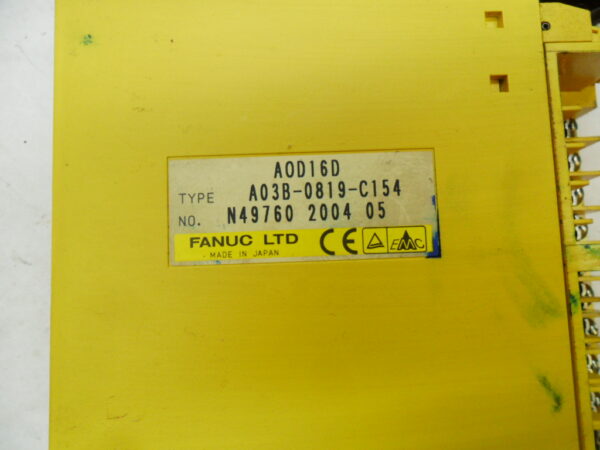 AOD16D
TYPE A03B-0819-C154
NO. N49760 2004 05
FANUC LTD CE EMC
- MADE IN JAPAN